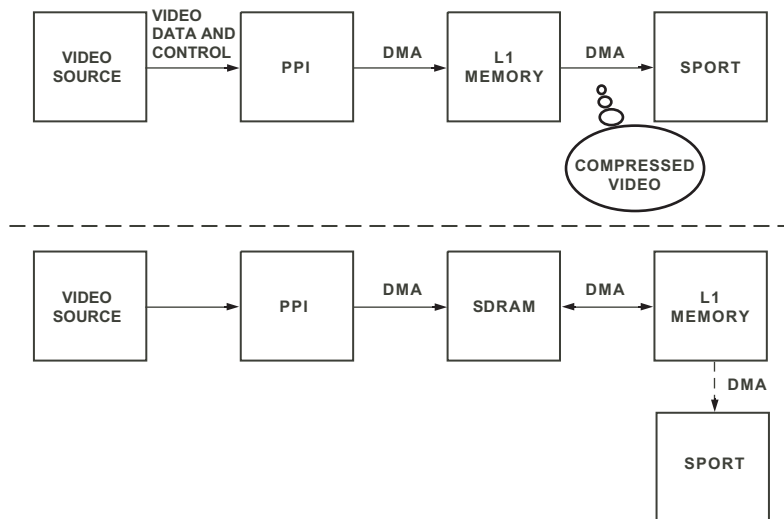 VIDEO
DATA AND
CONTROL
VIDEO
SOURCE
PPI
DMA
L1
MEMORY
DMA
SPORT
COMPRESSED
VIDEO
VIDEO
SOURCE
PPI
DMA
SDRAM
DMA
L1
MEMORY
DMA
SPORT